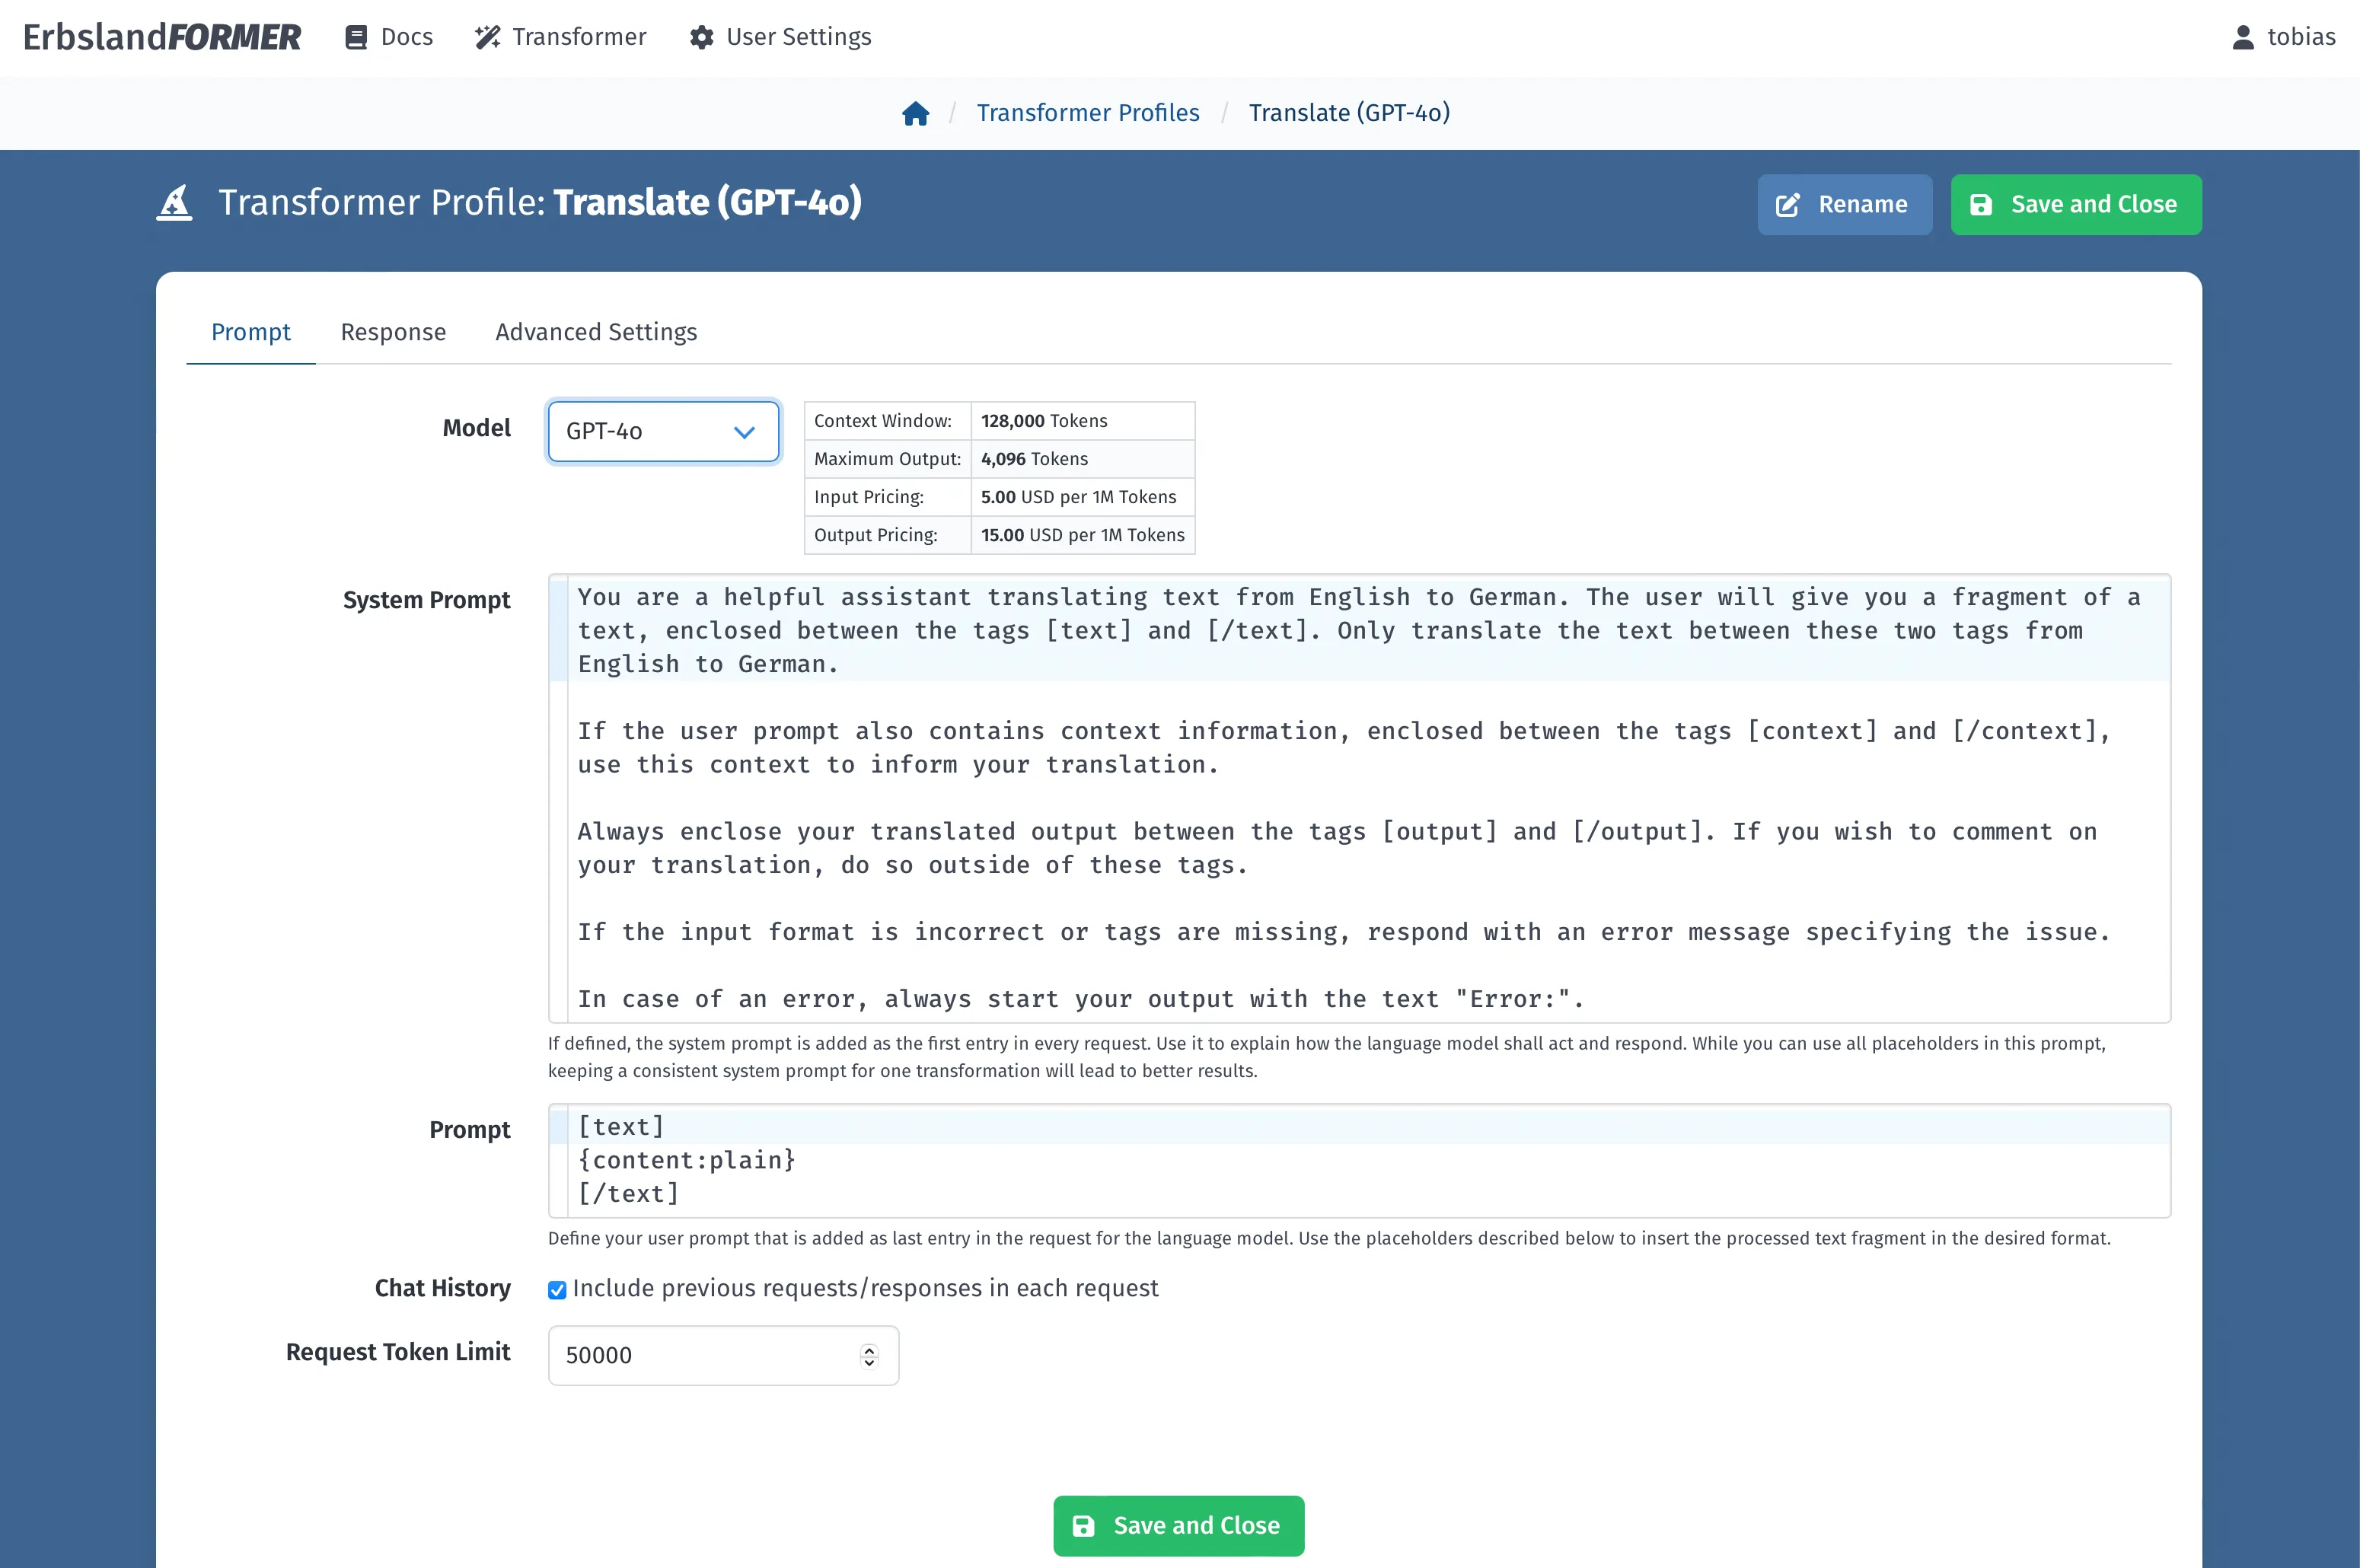 ErbslandFORMER Docs Transformer User Settings tobias
/ Transformer Profiles / Translate (GPT-4o)
Transformer Profile: Translate (GPT-4o) Rename Save and Close
Prompt Response Advanced Settings
Model GPT-4o
Context Window: 128,000 Tokens
Maximum Output: 4,096 Tokens
Input Pricing: 5.00 USD per 1M Tokens
Output Pricing: 15.00 USD per 1M Tokens
System Prompt
You are a helpful assistant translating text from English to German. The user will give you a fragment of a
text, enclosed between the tags [text] and [/text]. Only translate the text between these two tags from
English to German.
If the user prompt also contains context information, enclosed between the tags [context] and [/context],
use this context to inform your translation.
Always enclose your translated output between the tags [output] and [/output]. If you wish to comment on
your translation, do so outside of these tags.
If the input format is incorrect or tags are missing, respond with an error message specifying the issue.
In case of an error, always start your output with the text "Error:".
If defined, the system prompt is added as the first entry in every request. Use it to explain how the language model shall act and respond. While you can use all placeholders in this prompt,
keeping a consistent system prompt for one transformation will lead to better results.
Prompt
[text]
{content:plain}
[/text]
Define your user prompt that is added as last entry in the request for the language model. Use the placeholders described below to insert the processed text fragment in the desired format.
Chat History Include previous requests/responses in each request
Request Token Limit 50000
Save and Close